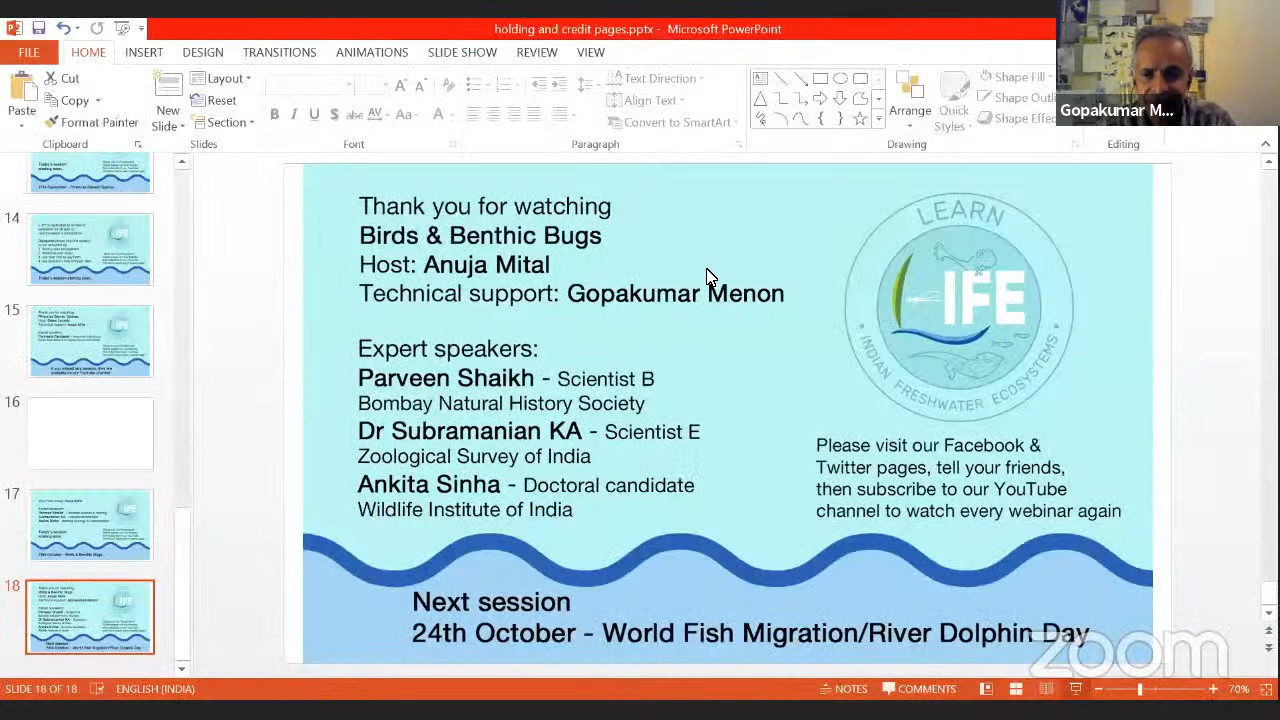 holding and credit pages.pptx - Microsoft PowerPoint
FILE HOME INSERT DESIGN TRANSITIONS ANIMATIONS SLIDE SHOW REVIEW VIEW
Paste
Cut
Copy
Format Painter
Clipboard
New Slide
Layout
Reset
Section
Slides
B I U S abc AV Aa A
Font
Text Direction
Align Text
Convert to SmartArt
Paragraph
Arrange
Quick Styles
Shape Fill
Shape Outli
Shape Effec
Drawing
Editing
Gopakumar M...
14
15
16
17
18
Thank you for watching
Birds & Benthic Bugs
Host: Anuja Mital
Technical support: Gopakumar Menon
Expert speakers:
Parveen Shaikh - Scientist B
Bombay Natural History Society
Dr Subramanian KA - Scientist E
Zoological Survey of India
Ankita Sinha - Doctoral candidate
Wildlife Institute of India
LEARN
IFE
• INDIAN FRESHWATER ECOSYSTEMS •
Please visit our Facebook &
Twitter pages, tell your friends,
then subscribe to our YouTube
channel to watch every webinar again
Next session
24th October - World Fish Migration/River Dolphin Day
zoom
SLIDE 18 OF 18 ENGLISH (INDIA) NOTES COMMENTS 70%